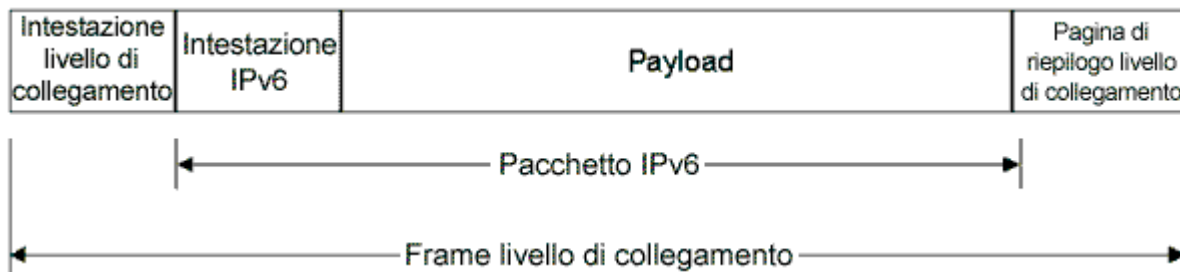 Intestazione
livello di
collegamento
Intestazione
IPv6
Payload
Pagina di
riepilogo livello
di collegamento
Pacchetto IPv6
Frame livello di collegamento